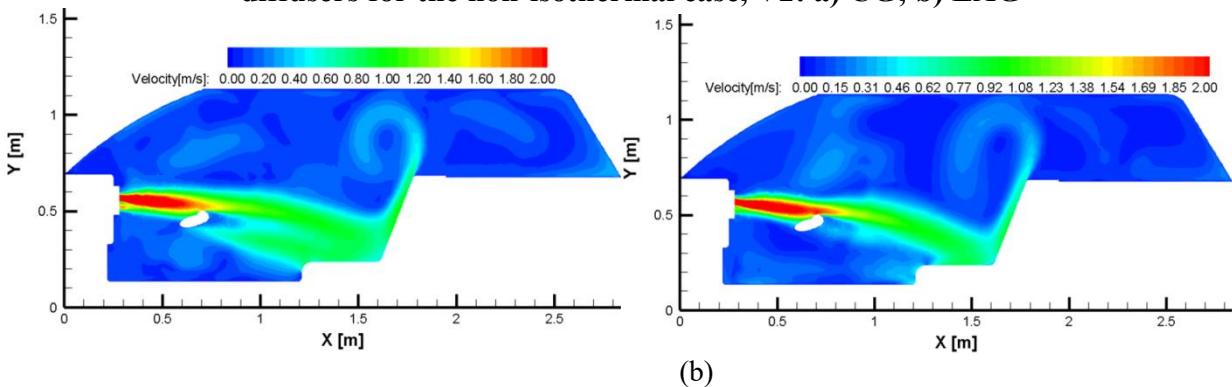 diffusers for the non-isothermal case, a) b)
1.5
Velocity[m/s]: 0.00 0.20 0.40 0.60 0.80 1.00 1.20 1.40 1.60 1.80 2.00
1
Y [m]
0.5
0
0 0.5 1 1.5 2 2.5
X [m]
1.5
Velocity[m/s]: 0.00 0.15 0.31 0.46 0.62 0.77 0.92 1.08 1.23 1.38 1.54 1.69 1.85 2.00
1
Y [m]
0.5
0
0 0.5 1 1.5 2 2.5
X [m]
(b)